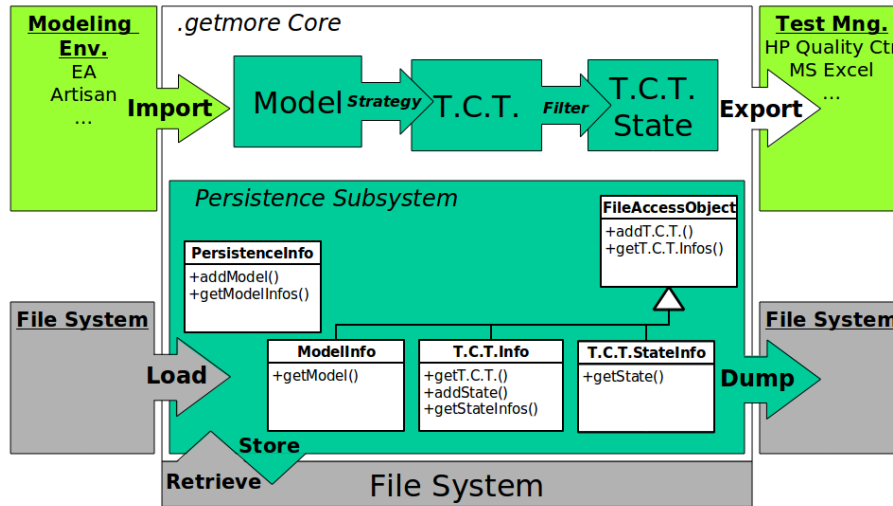 Modeling
Env.
EA
Artisan
...
Import
.getmore Core
Model
Strategy
T.C.T.
Filter
T.C.T.
State
Export
Test Mng.
HP Quality Ctr
MS Excel
...
Persistence Subsystem
FileAccessObject
+addT.C.T.()
+getT.C.T.Infos()
PersistenceInfo
+addModel()
+getModelInfos()
File System
Load
ModelInfo
+getModel()
T.C.T.Info
+getT.C.T.()
+addState()
+getStateInfos()
T.C.T.StateInfo
+getState()
File System
Dump
Store
Retrieve
File System